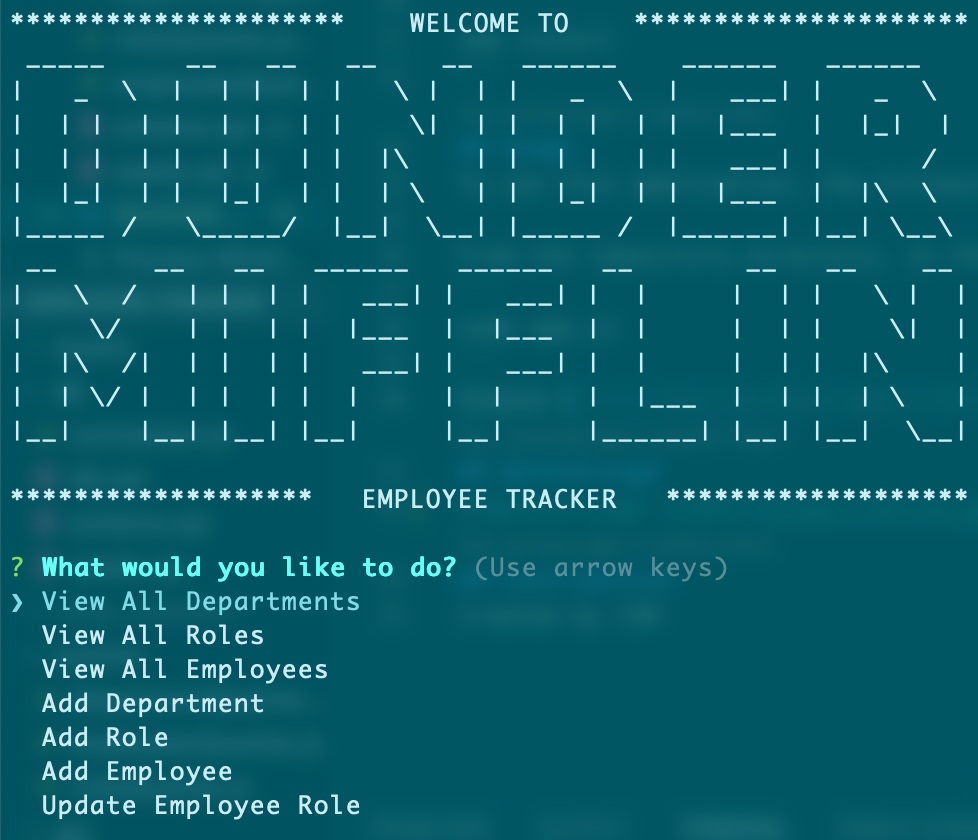 ********************* WELCOME TO *********************
DUNDER
MIFFLIN
******************* EMPLOYEE TRACKER *******************
? What would you like to do? (Use arrow keys)
❯ View All Departments
View All Roles
View All Employees
Add Department
Add Role
Add Employee
Update Employee Role